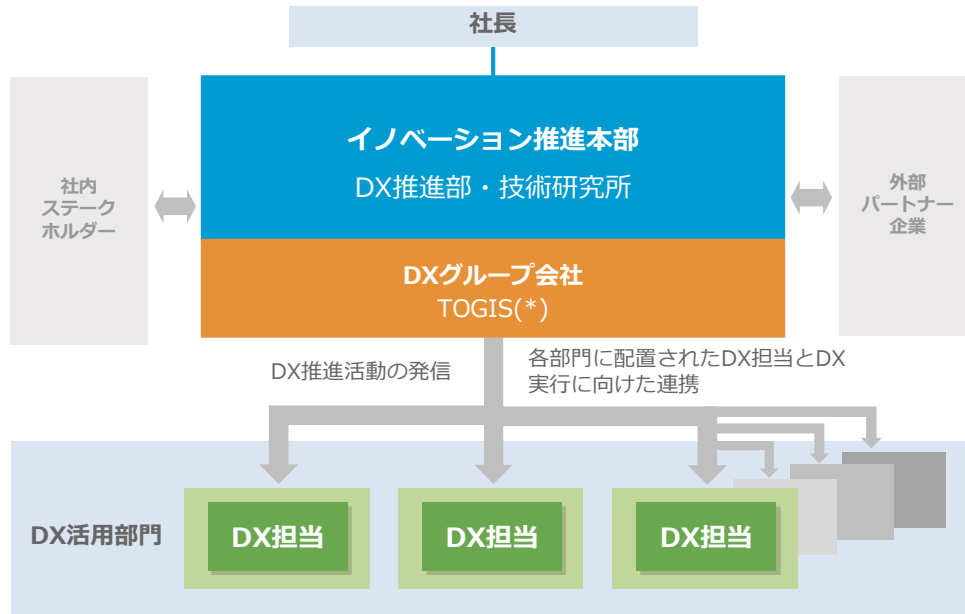 社長
イノベーション推進本部
DX推進部・技術研究所
社内
ステーク
ホルダー
外部
パートナー
企業
DXグループ会社
TOGIS(*)
DX推進活動の発信
各部門に配置されたDX担当とDX
実行に向けた連携
DX活用部門
DX担当
DX担当
DX担当